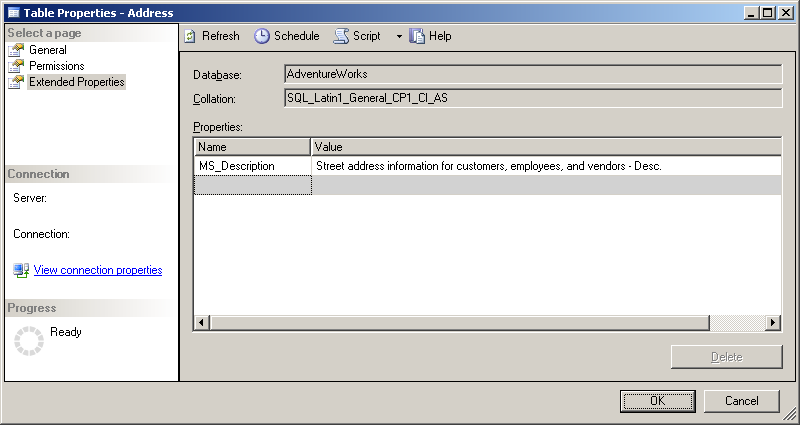 Table Properties - Address
Select a page
General
Permissions
Extended Properties
Refresh Schedule Script Help
Database: AdventureWorks
Collation: SQL_Latin1_General_CP1_CI_AS
Properties:
Name Value
MS_Description Street address information for customers, employees, and vendors - Desc.
Connection
Server:
Connection:
View connection properties
Progress
Ready
Delete
OK Cancel